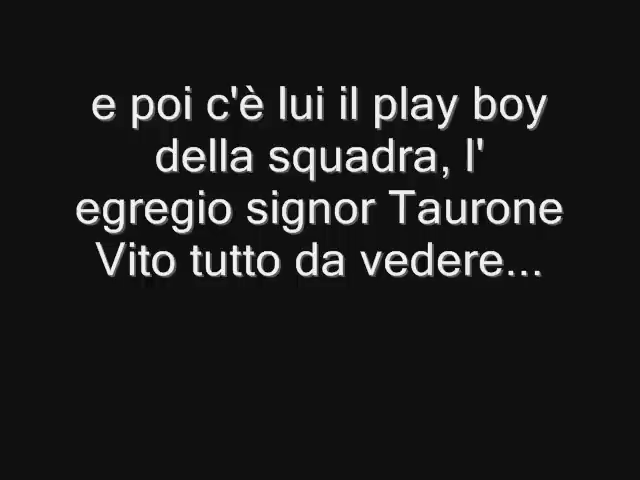 e poi c'è lui il play boy
della squadra, l'
egregio signor Taurone
Vito tutto da vedere...